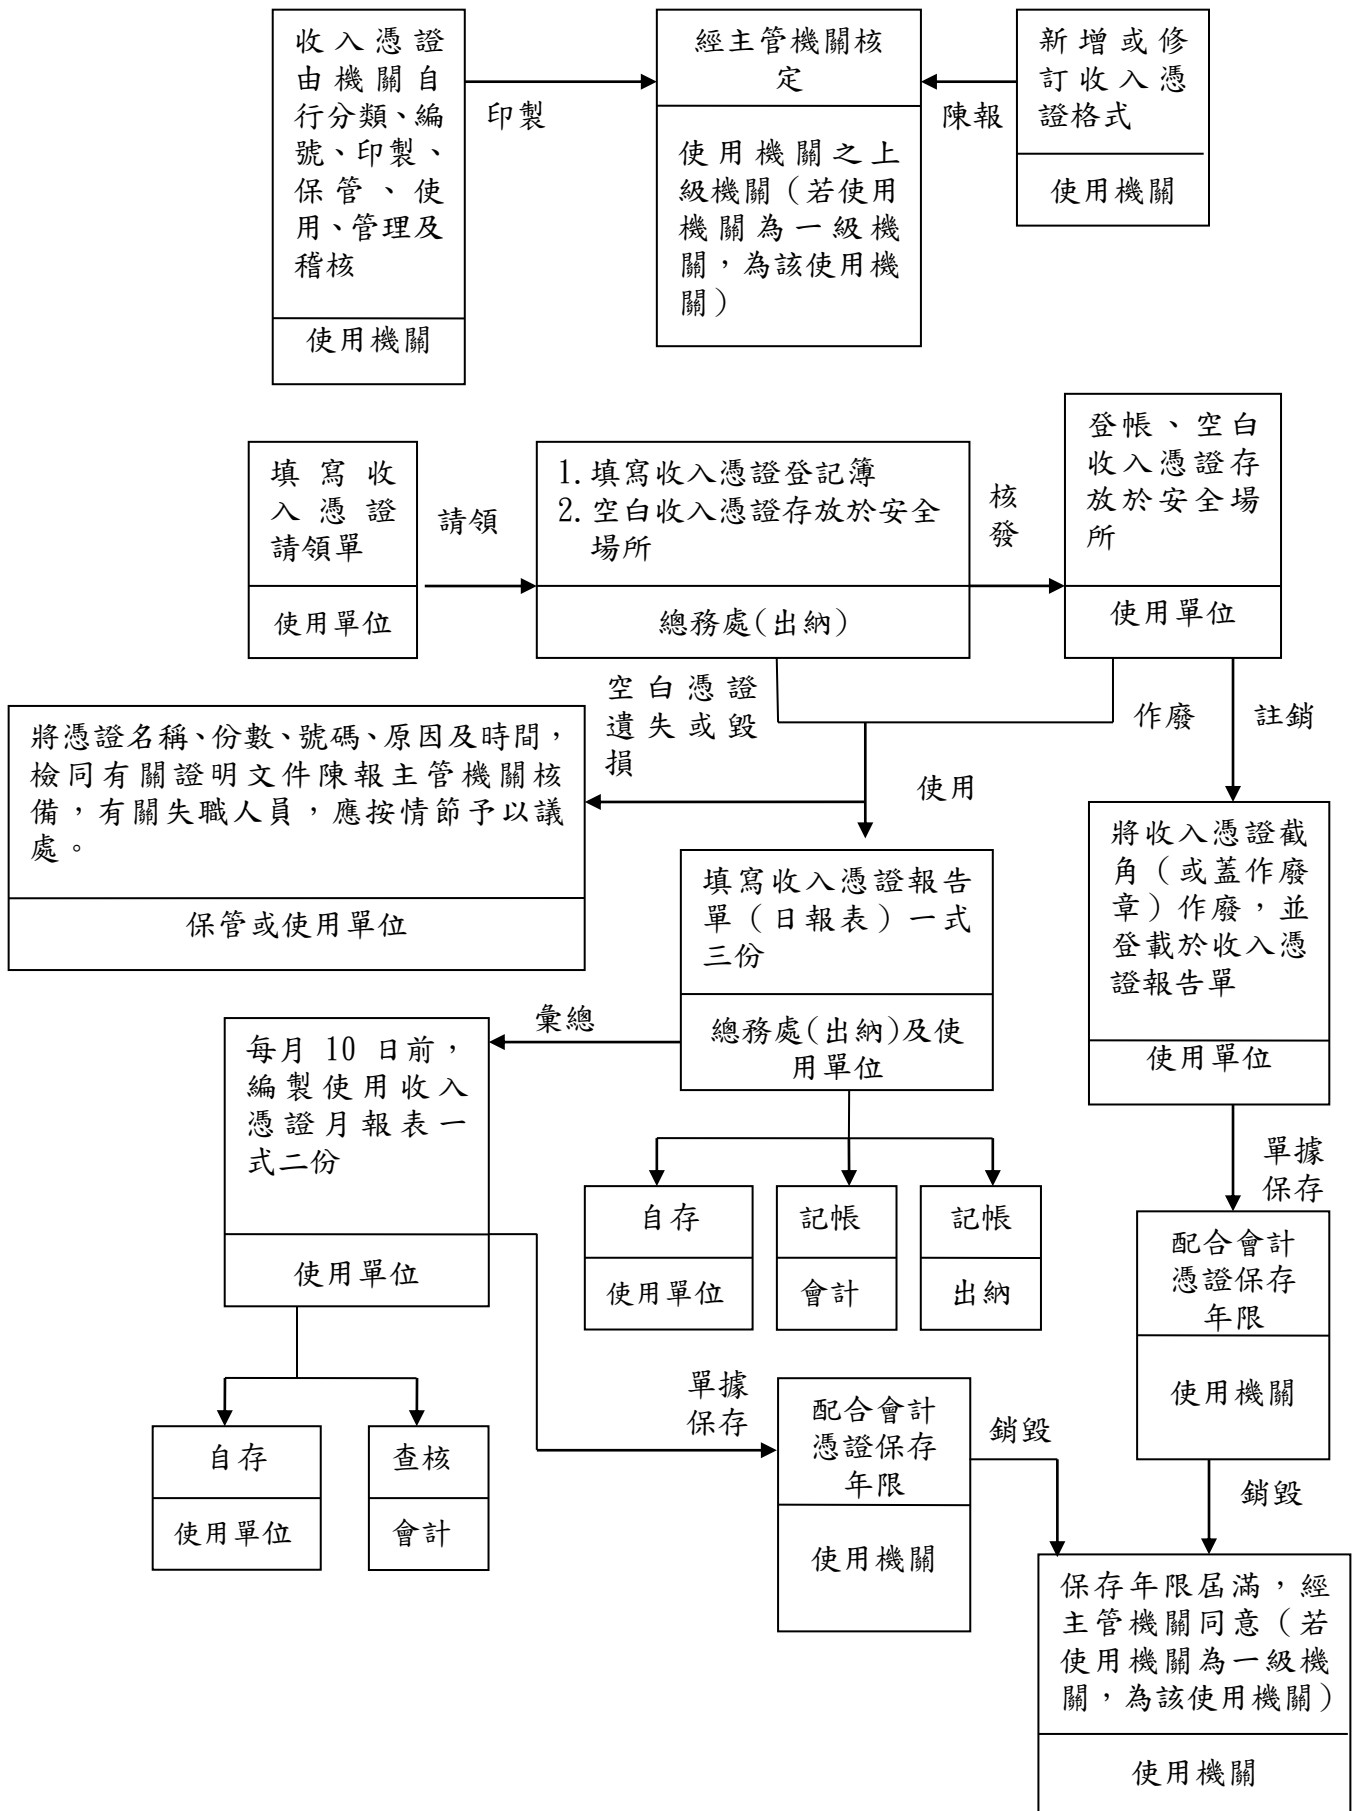 收入憑證
由機關自
行分類、編
號、印製、
保管、使
用、管理及
稽核
使用機關
印製
經主管機關核
定
使用機關之上
級機關（若使用
機關為一級機
關，為該使用機
關）
陳報
新增或修
訂收入憑
證格式
使用機關
填寫收
入憑證
請領單
使用單位
請領
1.填寫收入憑證登記簿
2.空白收入憑證存放於安全
場所
總務處(出納)
核
發
登帳、空白
收入憑證存
放於安全場
所
使用單位
空白憑證
遺失或毀
損
使用
作廢
註銷
將憑證名稱、份數、號碼、原因及時間，
檢同有關證明文件陳報主管機關核
備，有關失職人員，應按情節予以議
處。
保管或使用單位
填寫收入憑證報告
單（日報表）一式
三份
總務處(出納)及使
用單位
將收入憑證截
角（或蓋作廢
章）作廢，並
登載於收入憑
證報告單
使用單位
彙總
每月 10 日前，
編製使用收入
憑證月報表一
式二份
使用單位
自存
使用單位
記帳
會計
記帳
出納
單據
保存
配合會計
憑證保存
年限
使用機關
自存
使用單位
查核
會計
單據
保存
配合會計
憑證保存
年限
使用機關
銷毀
銷毀
保存年限屆滿，經
主管機關同意（若
使用機關為一級機
關，為該使用機關）
使用機關